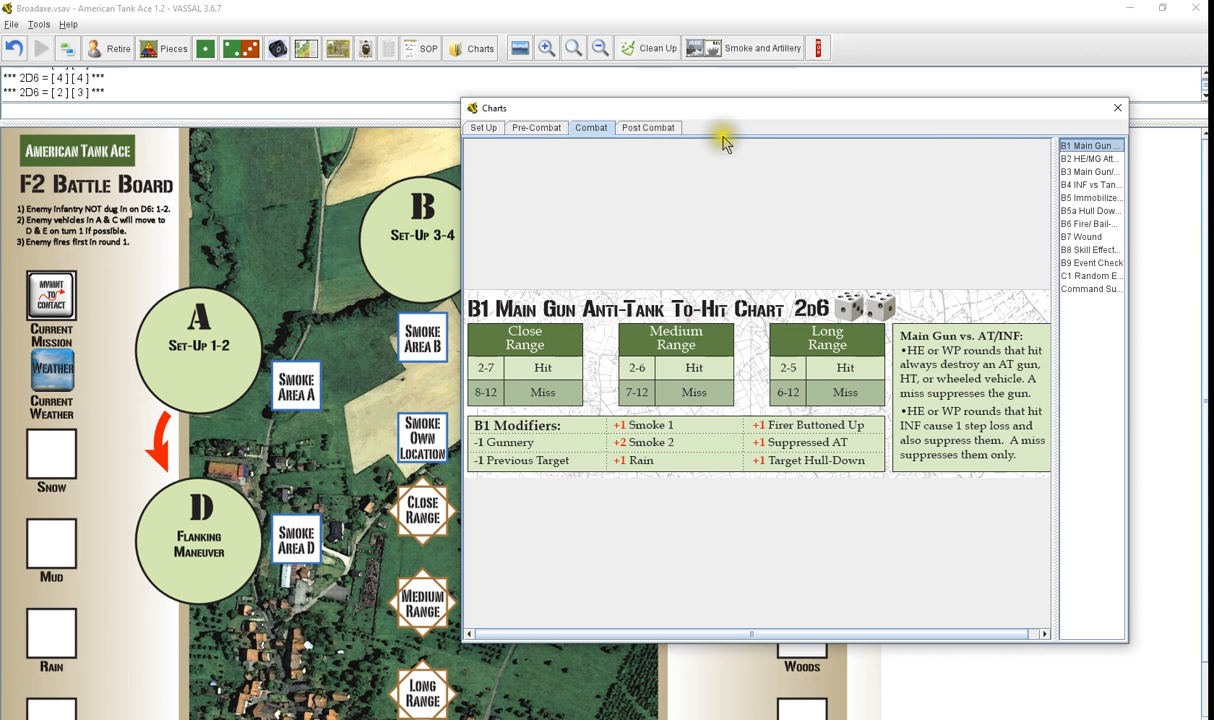 Broadaxe.vsav - American Tank Ace 1.2 - VASSAL 3.6.7
File Tools Help
Retire Pieces SOP Charts Clean Up Smoke and Artillery
*** 2D6 = [ 4 ] [ 4 ] ***
*** 2D6 = [ 2 ] [ 3 ] ***
AMERICAN TANK ACE
F2 BATTLE BOARD
1) Enemy infantry NOT dug in on D6: 1-2.
2) Enemy vehicles in A & C will move to
D & E on turn 1 if possible.
3) Enemy fires first in round 1.
MVMNT
TO
CONTACT
CURRENT
MISSION
WEATHER
CURRENT
WEATHER
SNOW
MUD
RAIN
A
SET-UP 1-2
B
SET-UP 3-4
D
FLANKING
MANEUVER
SMOKE
AREA A
SMOKE
AREA B
SMOKE
OWN
LOCATION
SMOKE
AREA D
CLOSE
RANGE
MEDIUM
RANGE
LONG
RANGE
WOODS
Charts
Set Up Pre-Combat Combat Post Combat
B1 MAIN GUN ANTI-TANK TO-HIT CHART 2D6
Close
Range
2-7 Hit
8-12 Miss
Medium
Range
2-6 Hit
7-12 Miss
Long
Range
2-5 Hit
6-12 Miss
B1 Modifiers: +1 Smoke 1 +1 Firer Buttoned Up
-1 Gunnery +2 Smoke 2 +1 Suppressed AT
-1 Previous Target +1 Rain +1 Target Hull-Down
Main Gun vs. AT/INF:
•HE or WP rounds that hit
always destroy an AT gun,
HT, or wheeled vehicle. A
miss suppresses the gun.
•HE or WP rounds that hit
INF cause 1 step loss and
also suppress them. A miss
suppresses them only.
B1 Main Gun ...
B2 HE/MG Att...
B3 Main Gun/...
B4 INF vs Tan...
B5 Immobilize...
B5a Hull Dow...
B6 Fire/ Bail-...
B7 Wound
B8 Skill Effect...
B9 Event Check
C1 Random E...
Command Su...